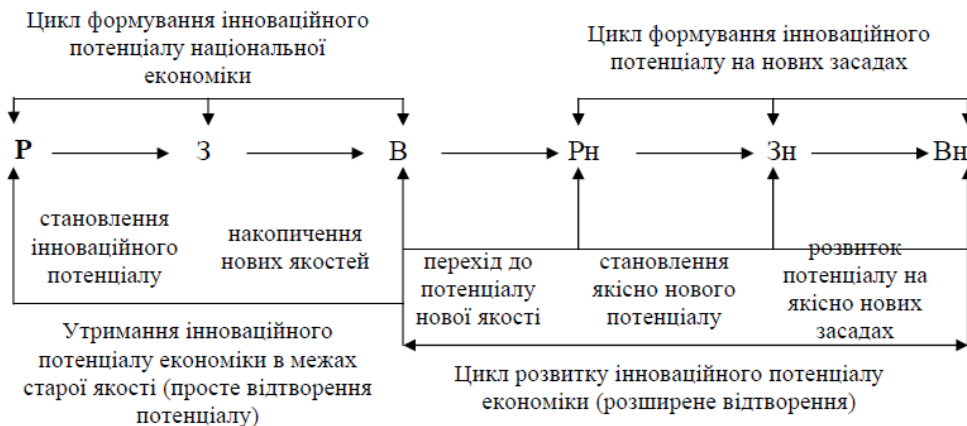 Цикл формування інноваційного
потенціалу національної
економіки
Цикл формування інноваційного
потенціалу на нових засадах
Р
З
В
Рн
Зн
Вн
становлення
інноваційного
потенціалу
накопичення
нових якостей
перехід до
потенціалу
нової якості
становлення
якісно нового
потенціалу
розвиток
потенціалу на
якісно нових
засадах
Утримання інноваційного
потенціалу економіки в межах
старої якості (просте відтворення
потенціалу)
Цикл розвитку інноваційного потенціалу
економіки (розширене відтворення)